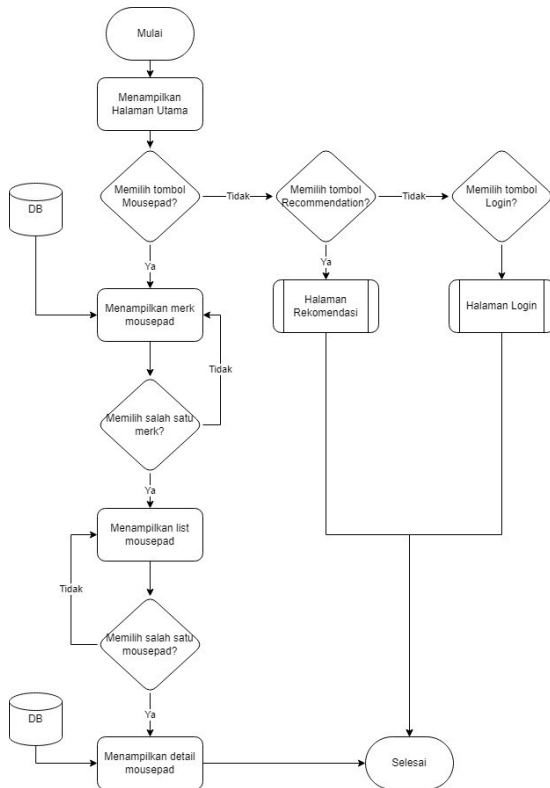 Mulai
Menampilkan
Halaman Utama
Memilih tombol
Mousepad?
Tidak
Memilih tombol
Recommendation?
Tidak
Memilih tombol
Login?
DB
Ya
Ya
Menampilkan merk
mousepad
Halaman
Rekomendasi
Halaman Login
Tidak
Memilih salah satu
merk?
Ya
Menampilkan list
mousepad
Tidak
Memilih salah satu
mousepad?
DB
Ya
Menampilkan detail
mousepad
Selesai